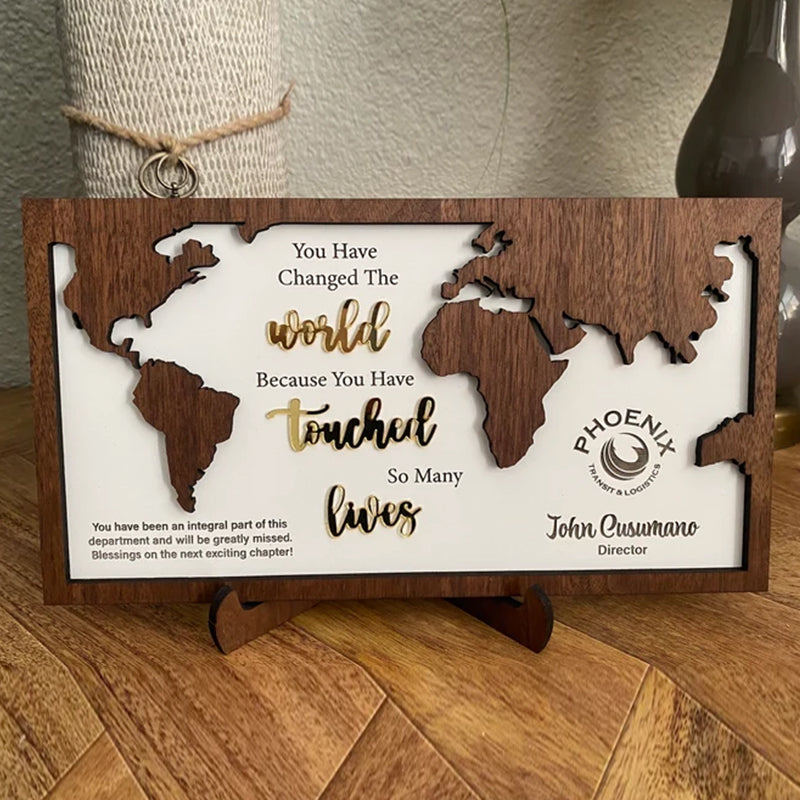 You Have
Changed The
world
Because You Have
touched
So Many
lives
PHOENIX
TRANSIT & LOGISTICS
You have been an integral part of this
department and will be greatly missed.
Blessings on the next exciting chapter!
John Cusumano
Director